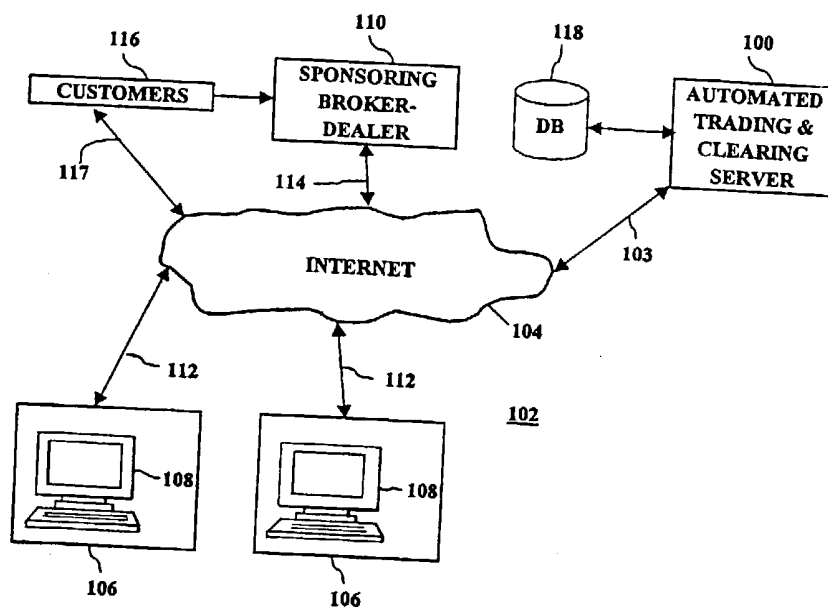 116
110
118
100
CUSTOMERS
SPONSORING
BROKER-
DEALER
DB
AUTOMATED
TRADING &
CLEARING
SERVER
117
114
103
INTERNET
104
112
112
102
108
108
106
106